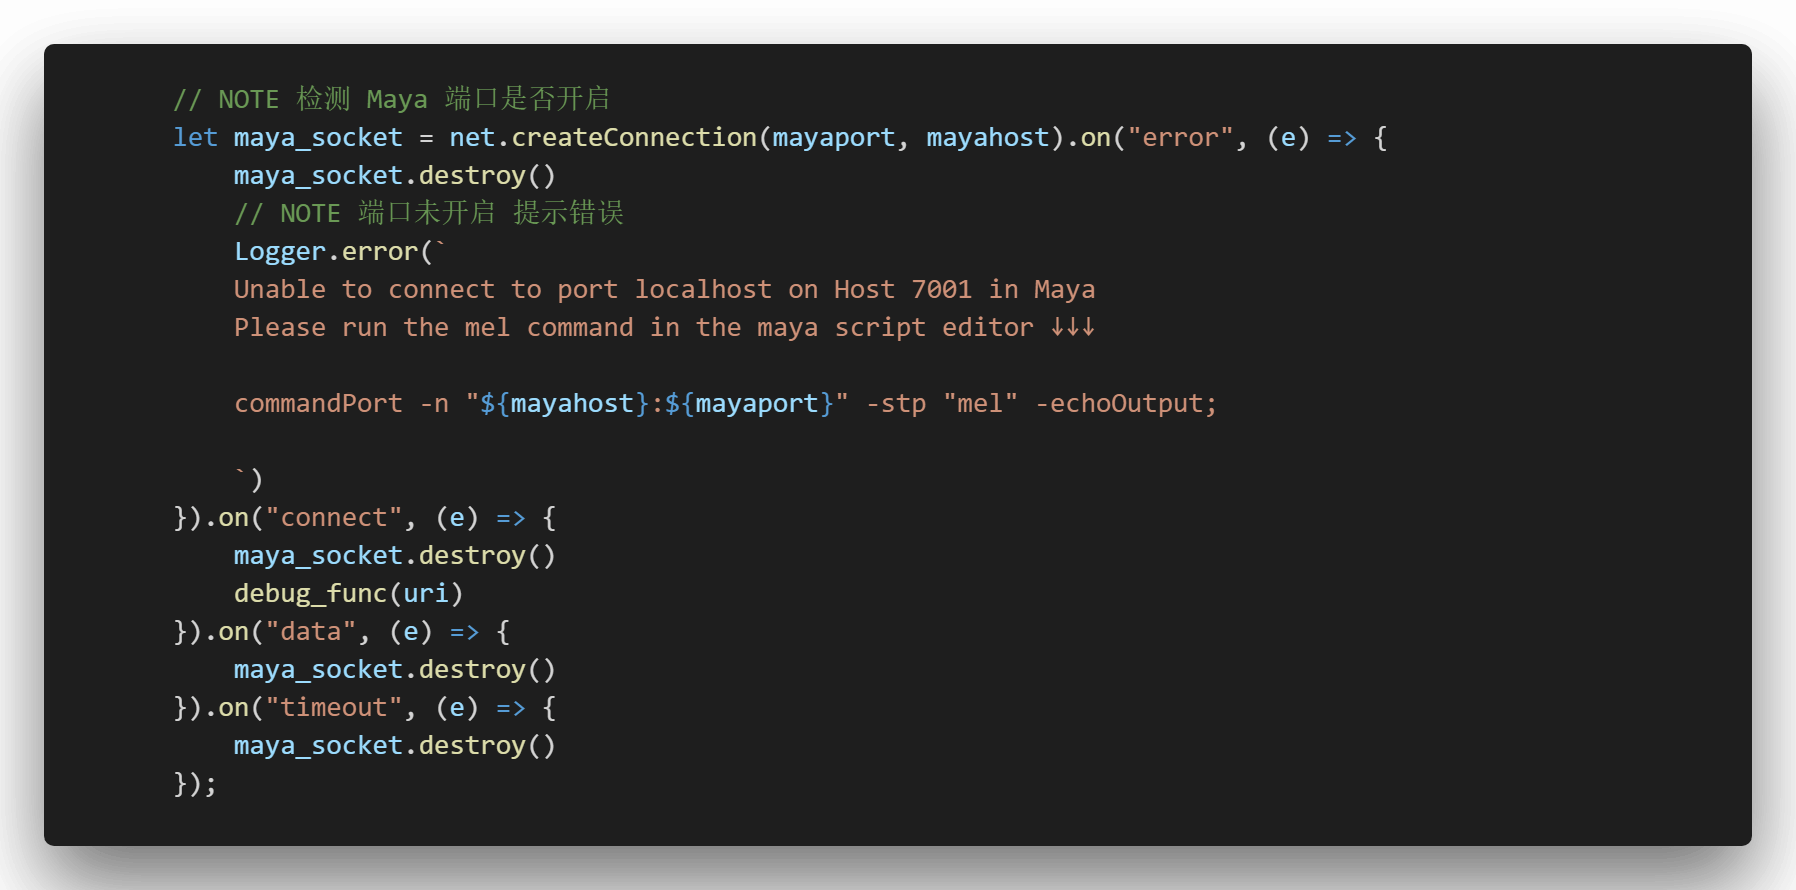 // NOTE 检测 Maya 端口是否开启
let maya_socket = net.createConnection(mayaport, mayahost).on("error", (e) => {
maya_socket.destroy()
// NOTE 端口未开启 提示错误
Logger.error(`
Unable to connect to port localhost on Host 7001 in Maya
Please run the mel command in the maya script editor ↓↓↓
commandPort -n "${mayahost}:${mayaport}" -stp "mel" -echoOutput;
`)
}).on("connect", (e) => {
maya_socket.destroy()
debug_func(uri)
}).on("data", (e) => {
maya_socket.destroy()
}).on("timeout", (e) => {
maya_socket.destroy()
});